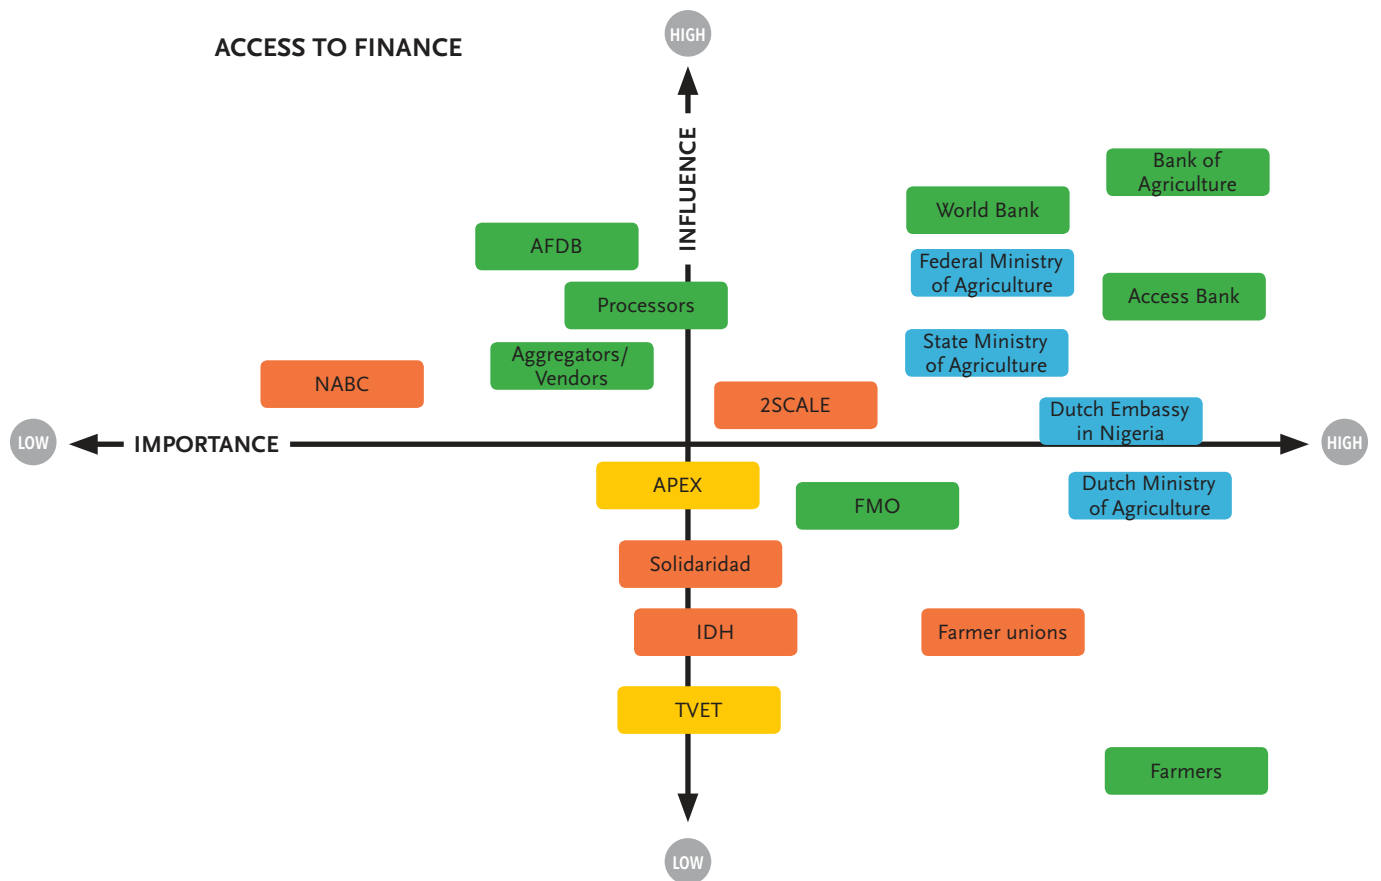 HIGH
ACCESS TO FINANCE
INFLUENCE
Bank of
Agriculture
World Bank
AFDB
Federal Ministry
of Agriculture
Access Bank
Processors
State Ministry
of Agriculture
Aggregators/
Vendors
NABC
2SCALE
Dutch Embassy
in Nigeria
LOW
IMPORTANCE
HIGH
APEX
FMO
Dutch Ministry
of Agriculture
Solidaridad
IDH
Farmer unions
TVET
Farmers
LOW